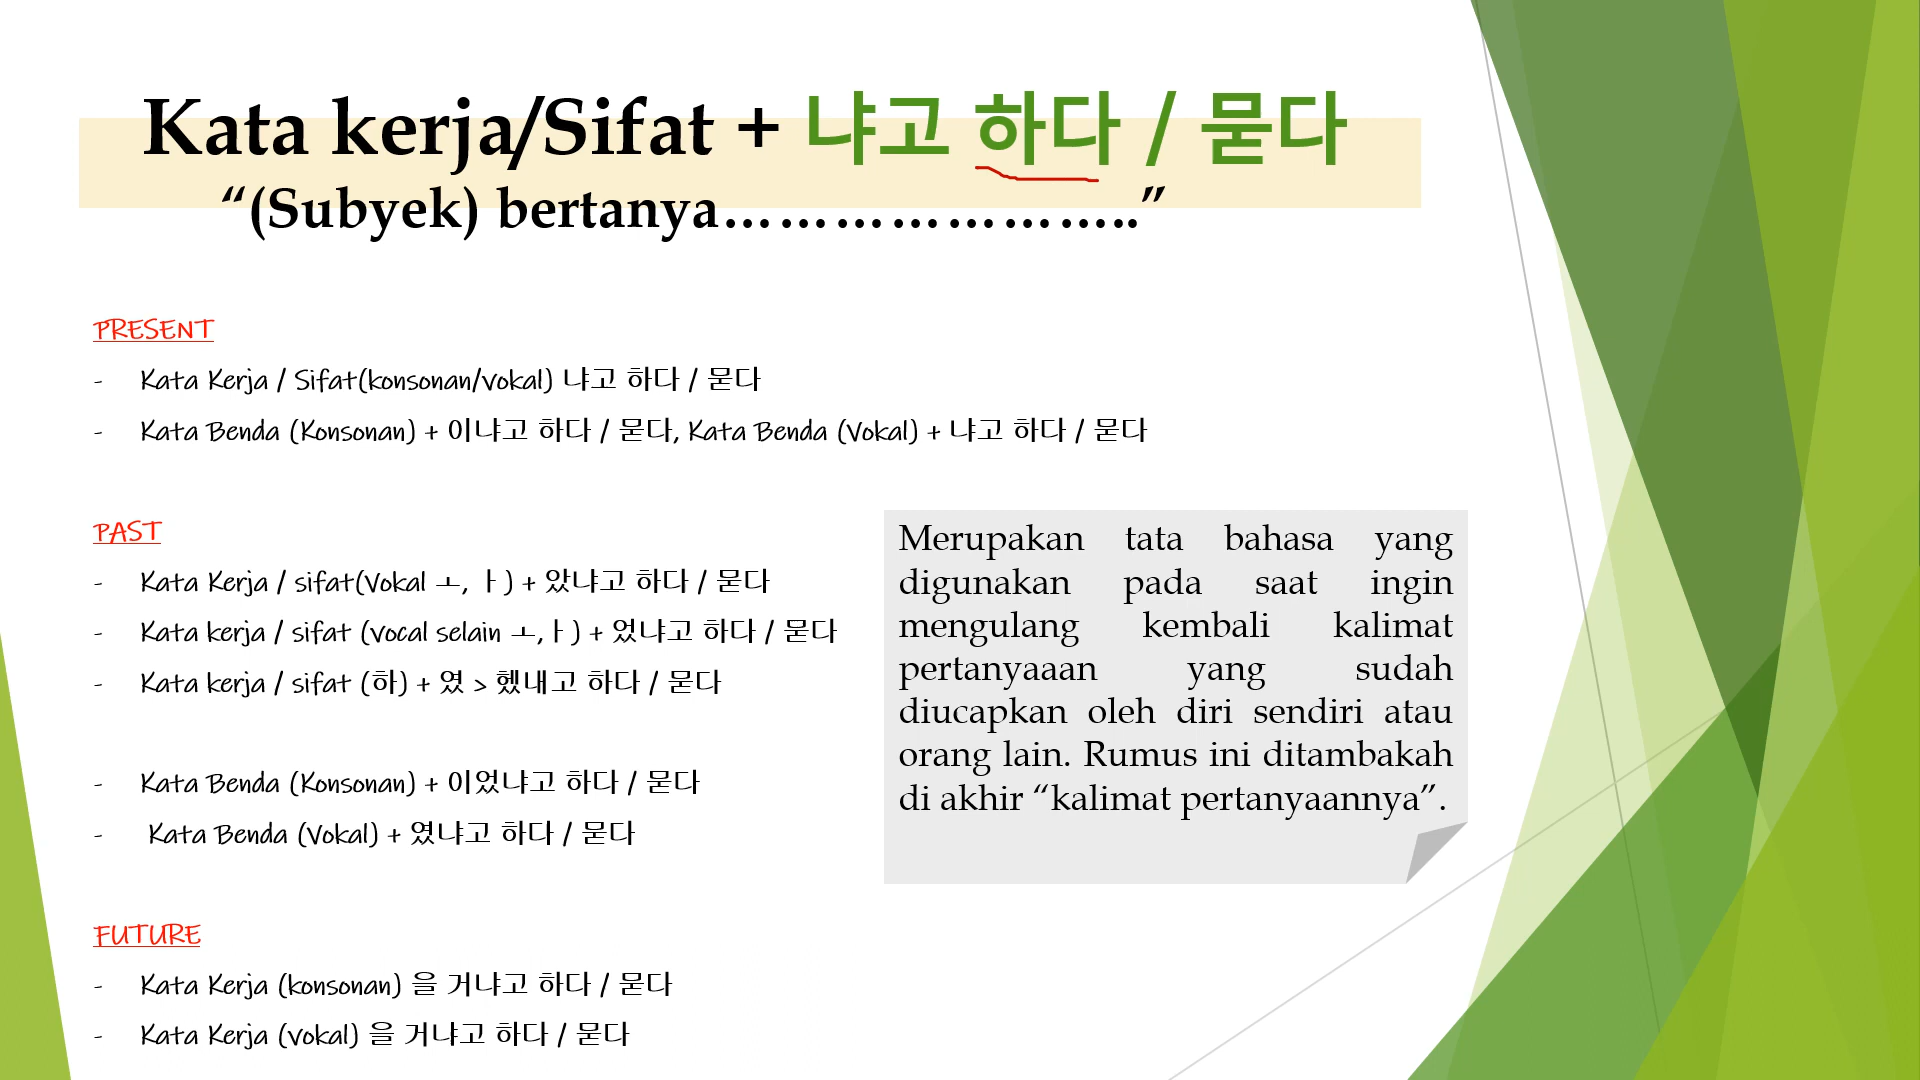 Kata kerja/Sifat + 냐고 하다 / 묻다
“(Subyek) bertanya…………………..”
PRESENT
- Kata Kerja / Sifat(konsonan/vokal) 냐고 하다 / 묻다
- Kata Benda (Konsonan) + 이냐고 하다 / 묻다, Kata Benda (Vokal) + 냐고 하다 / 묻다
PAST
- Kata Kerja / sifat(Vokal ㅗ, ㅏ) + 았냐고 하다 / 묻다
- Kata kerja / sifat (vocal selain ㅗ,ㅏ) + 었냐고 하다 / 묻다
- Kata kerja / sifat (하) + 였 > 했내고 하다 / 묻다
- Kata Benda (Konsonan) + 이었냐고 하다 / 묻다
- Kata Benda (Vokal) + 였냐고 하다 / 묻다
Merupakan tata bahasa yang
digunakan pada saat ingin
mengulang kembali kalimat
pertanyaaan yang sudah
diucapkan oleh diri sendiri atau
orang lain. Rumus ini ditambakah
di akhir “kalimat pertanyaannya”.
FUTURE
- Kata Kerja (konsonan) 을 거냐고 하다 / 묻다
- Kata Kerja (vokal) 을 거냐고 하다 / 묻다